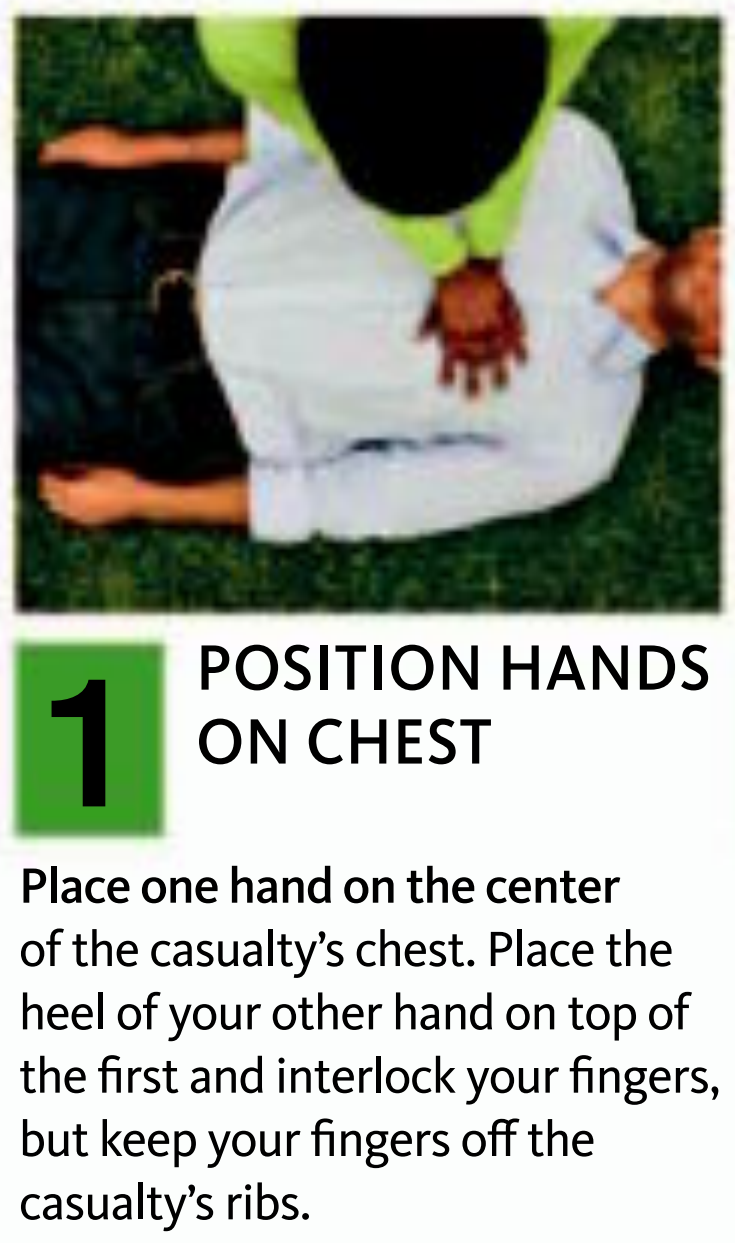 1
POSITION HANDS
ON CHEST
Place one hand on the center
of the casualty’s chest. Place the
heel of your other hand on top of
the first and interlock your fingers,
but keep your fingers off the
casualty’s ribs.